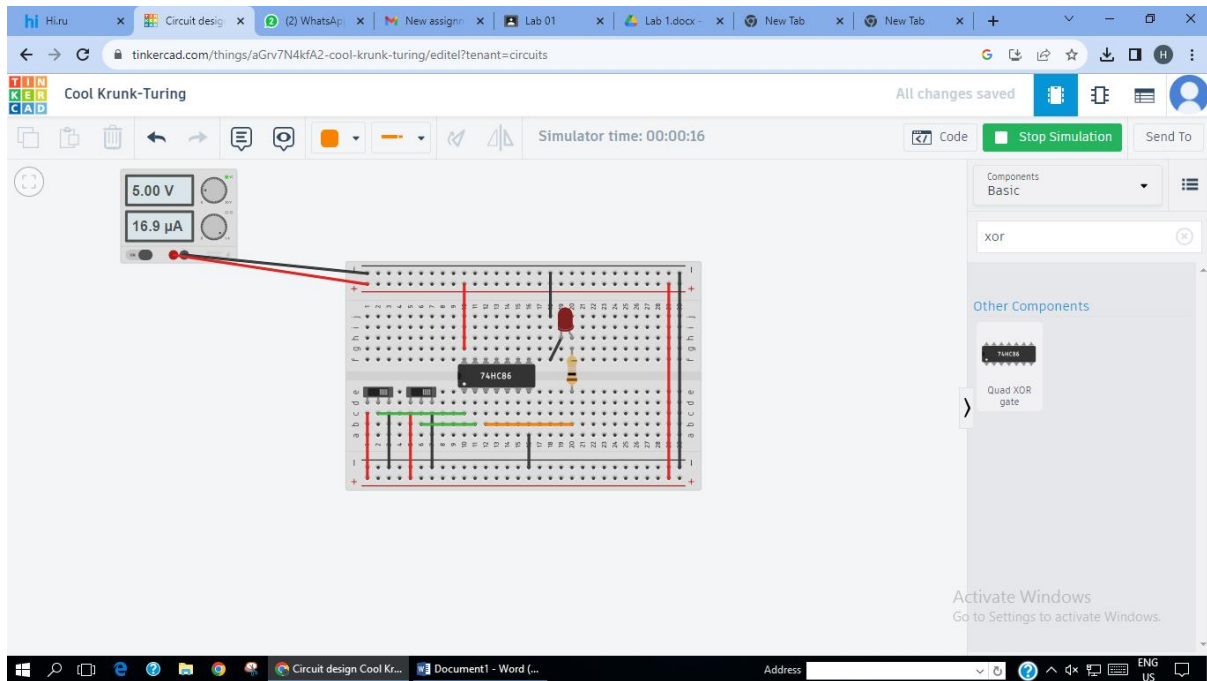 hi Hi.ru
Circuit desig
(2) WhatsAp
New assignm
Lab 01
Lab 1.docx -
New Tab
New Tab
tinkercad.com/things/aGrv7N4kfA2-cool-krunk-turing/editel?tenant=circuits
G
H
TIN
KER
CAD
Cool Krunk-Turing
All changes saved
Simulator time: 00:00:16
Code
Stop Simulation
Send To
5.00 V
16.9 µA
Components
Basic
xor
Other Components
74HC86
Quad XOR
gate
74HC86
Activate Windows
Go to Settings to activate Windows.
Circuit design Cool Kr...
Document1 - Word (...
Address
ENG
US